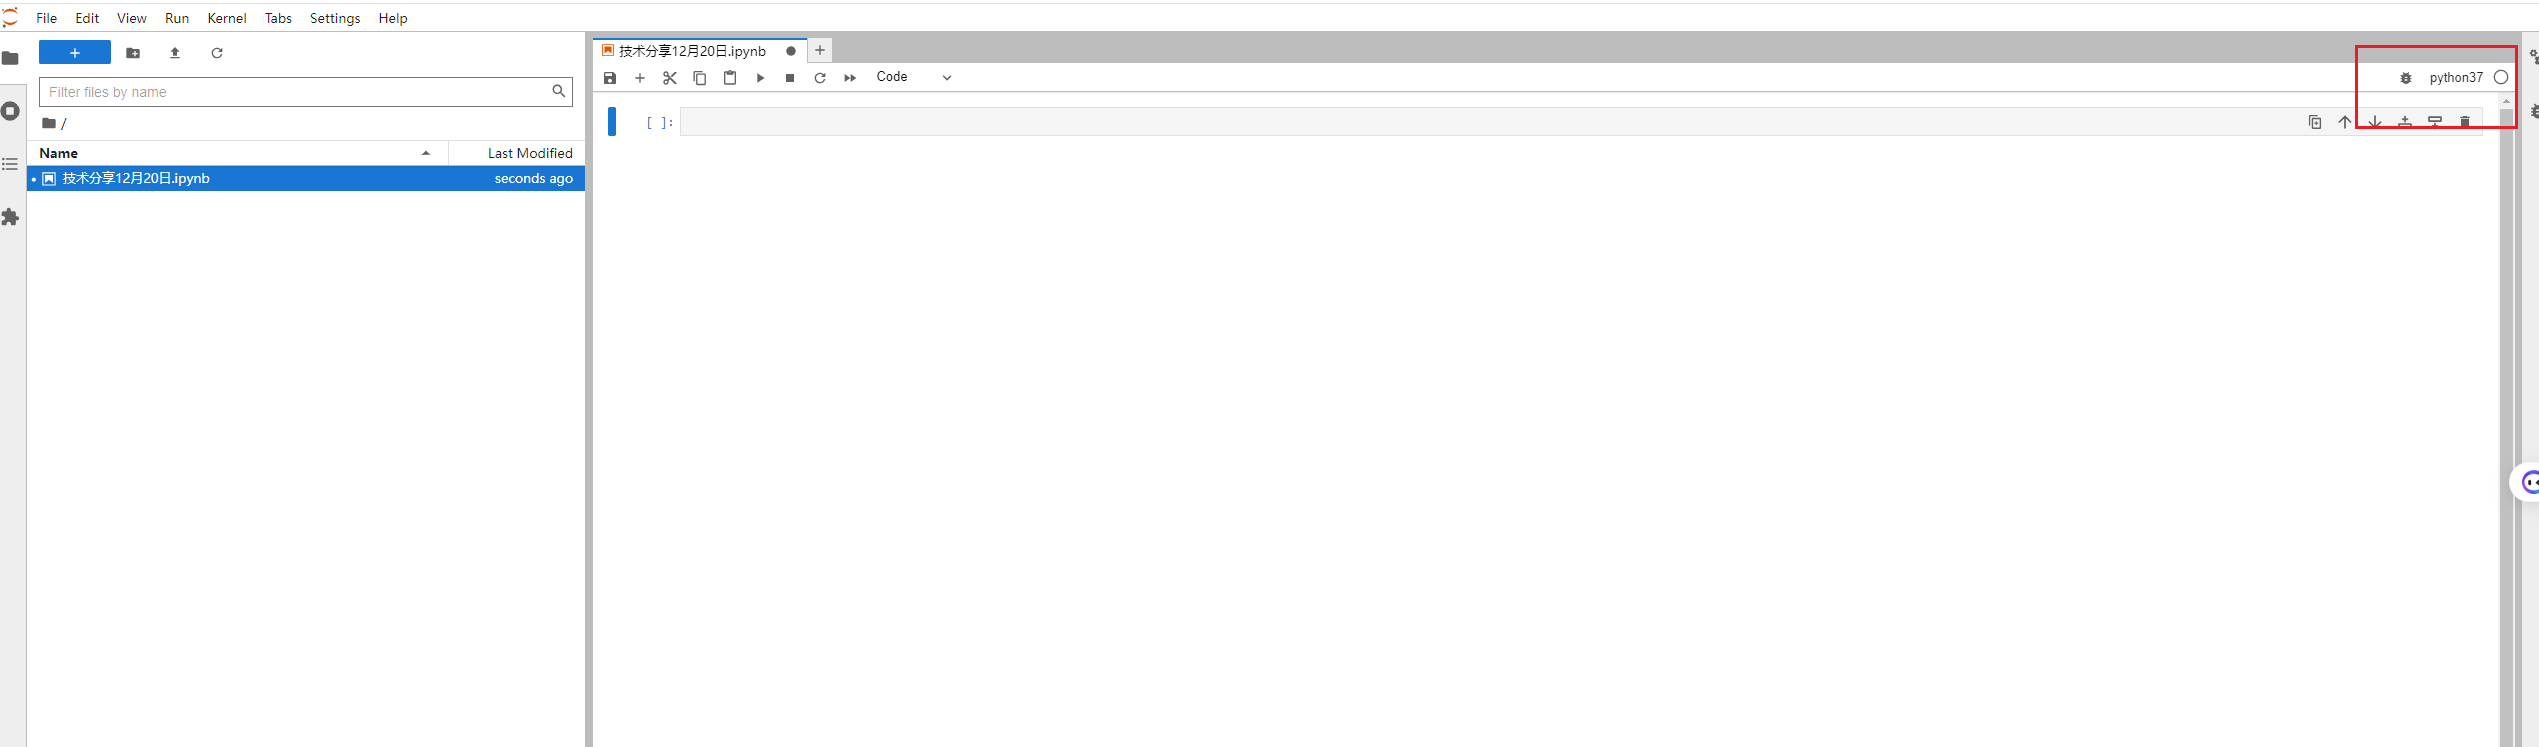 File Edit View Run Kernel Tabs Settings Help
Filter files by name
/
Name Last Modified
技术分享12月20日.ipynb seconds ago
技术分享12月20日.ipynb
Code
python37
[ ]: